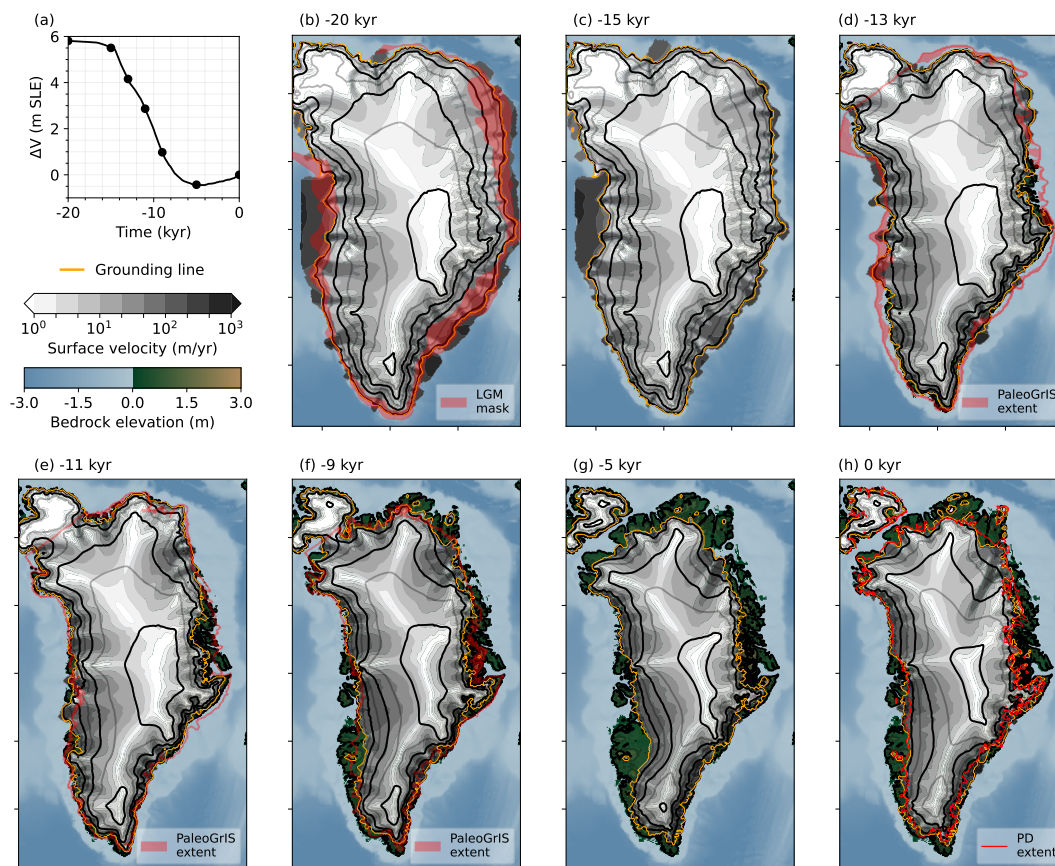 (a)
6
4
2
0
ΔV (m SLE)
-20
-10
0
Time (kyr)
Grounding line
10⁰
10¹
10²
10³
Surface velocity (m/yr)
-3.0
-1.5
0.0
1.5
3.0
Bedrock elevation (m)
(b) -20 kyr
LGM
mask
(c) -15 kyr
(d) -13 kyr
PaleoGrIS
extent
(e) -11 kyr
PaleoGrIS
extent
(f) -9 kyr
PaleoGrIS
extent
(g) -5 kyr
(h) 0 kyr
PD
extent